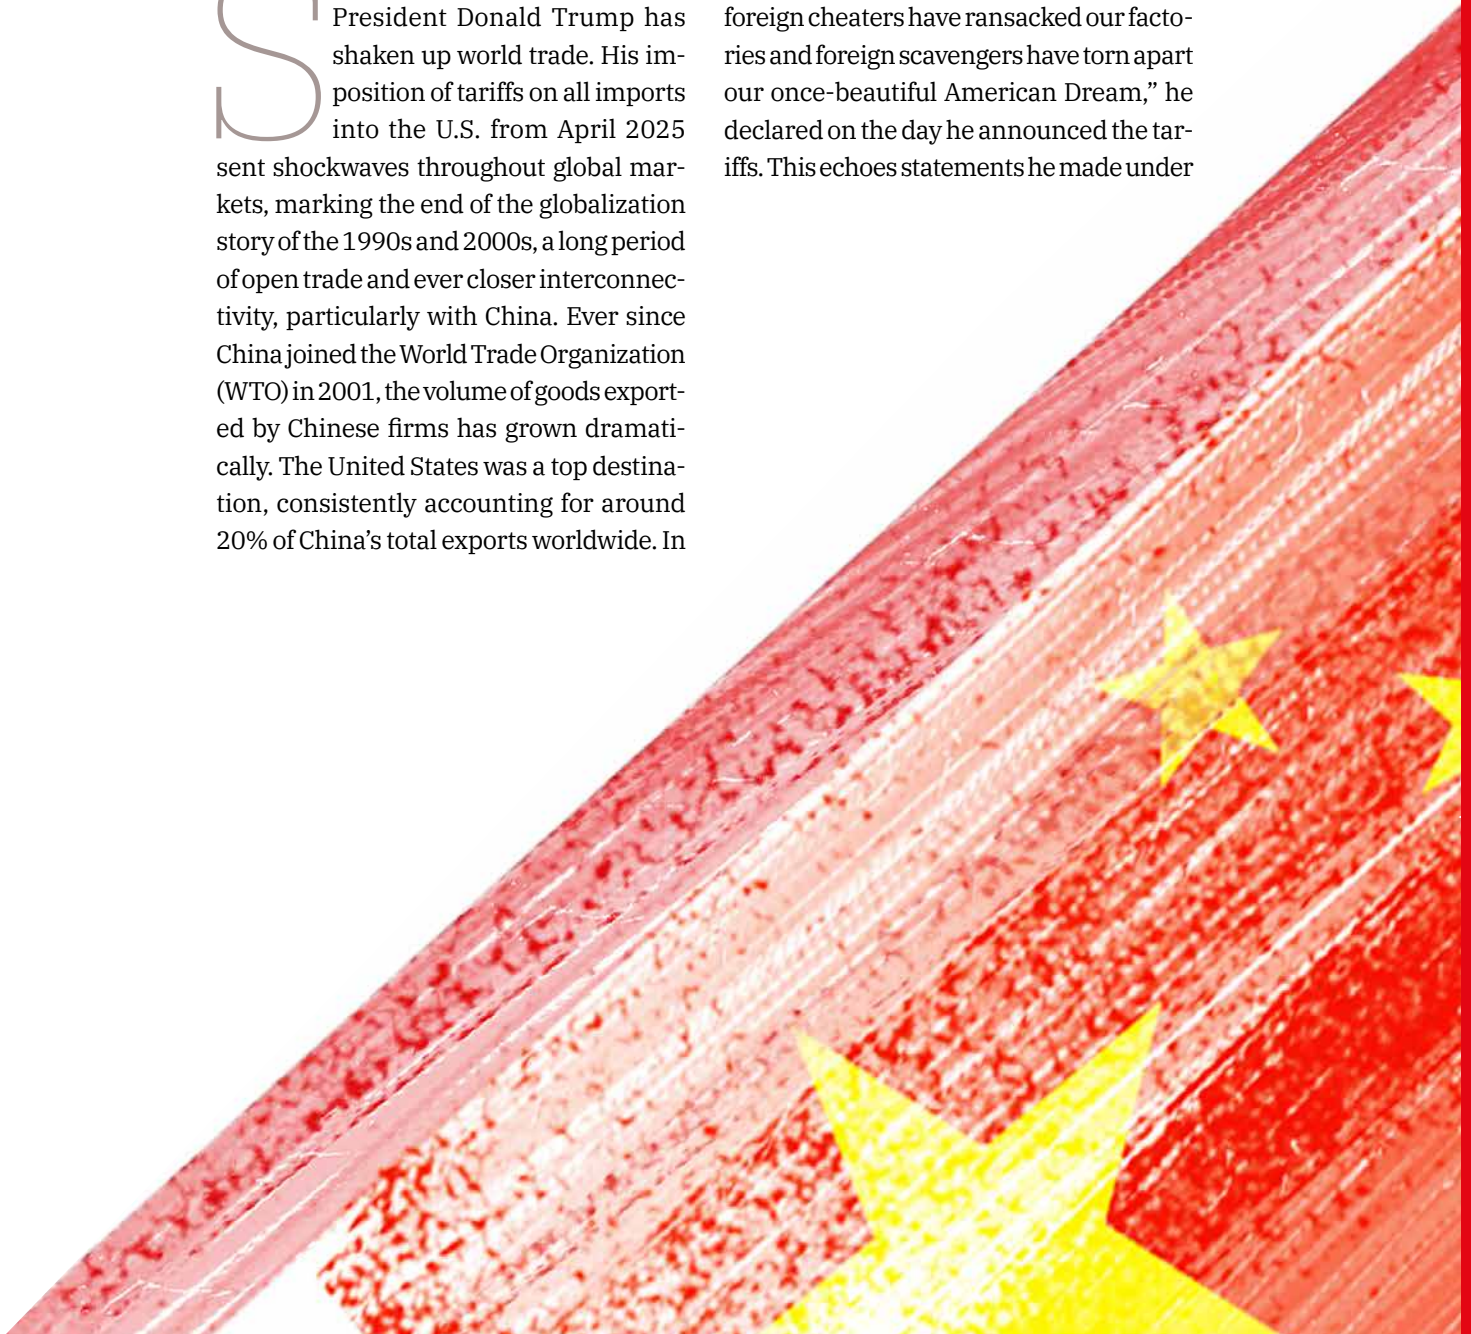 S
President Donald Trump has
shaken up world trade. His im-
position of tariffs on all imports
into the U.S. from April 2025
sent shockwaves throughout global mar-
kets, marking the end of the globalization
story of the 1990s and 2000s, a long period
of open trade and ever closer interconnec-
tivity, particularly with China. Ever since
China joined the World Trade Organization
(WTO) in 2001, the volume of goods export-
ed by Chinese firms has grown dramati-
cally. The United States was a top destina-
tion, consistently accounting for around
20% of China’s total exports worldwide. In
foreign cheaters have ransacked our facto-
ries and foreign scavengers have torn apart
our once-beautiful American Dream,” he
declared on the day he announced the tar-
iffs. This echoes statements he made under